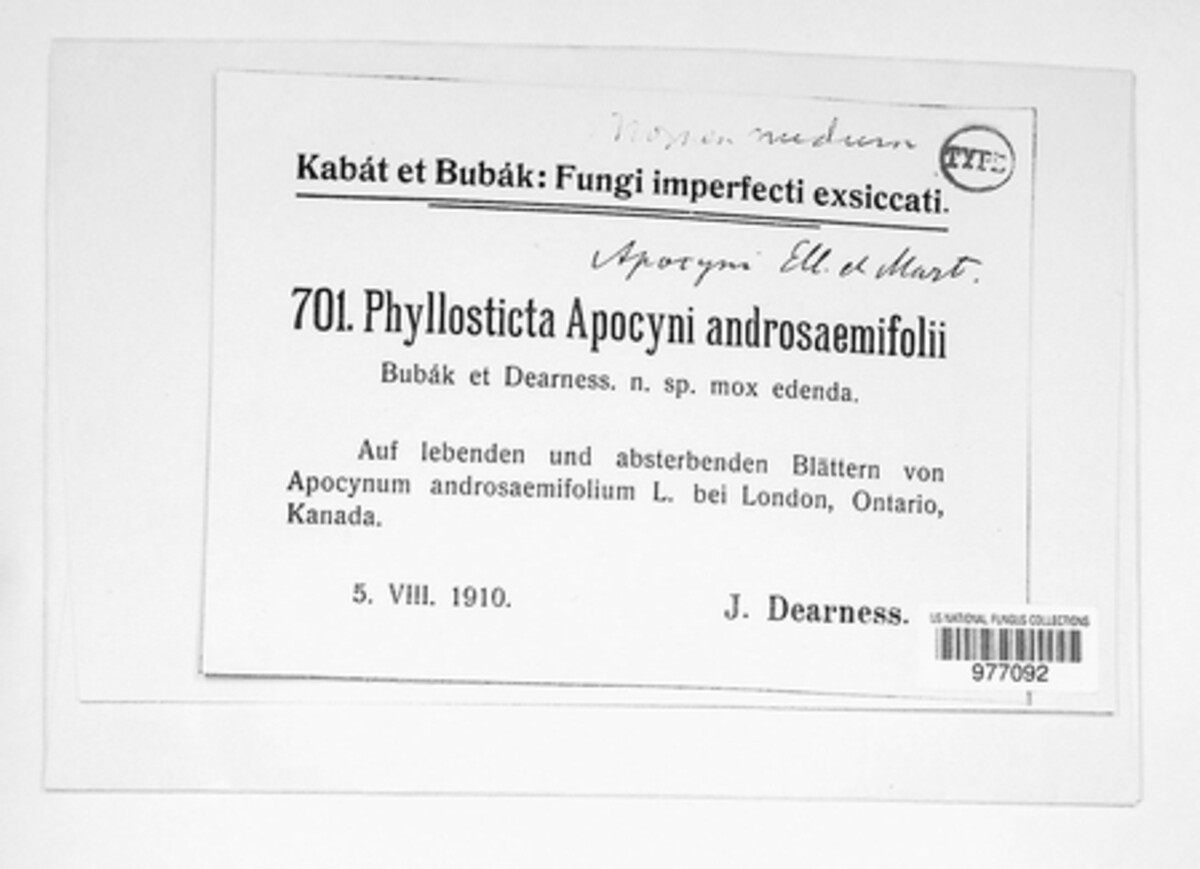 Nomen nudum
TYPE
Kabát et Bubák: Fungi imperfecti exsiccati.
Apocyni Ell. et Mart.
701. Phyllosticta Apocyni androsaemifolii
Bubák et Dearness. n. sp. mox edenda.
Auf lebenden und absterbenden Blättern von
Apocynum androsaemifolium L. bei London, Ontario,
Kanada.
5. VIII. 1910.
J. Dearness.
US NATIONAL FUNGUS COLLECTIONS
977092